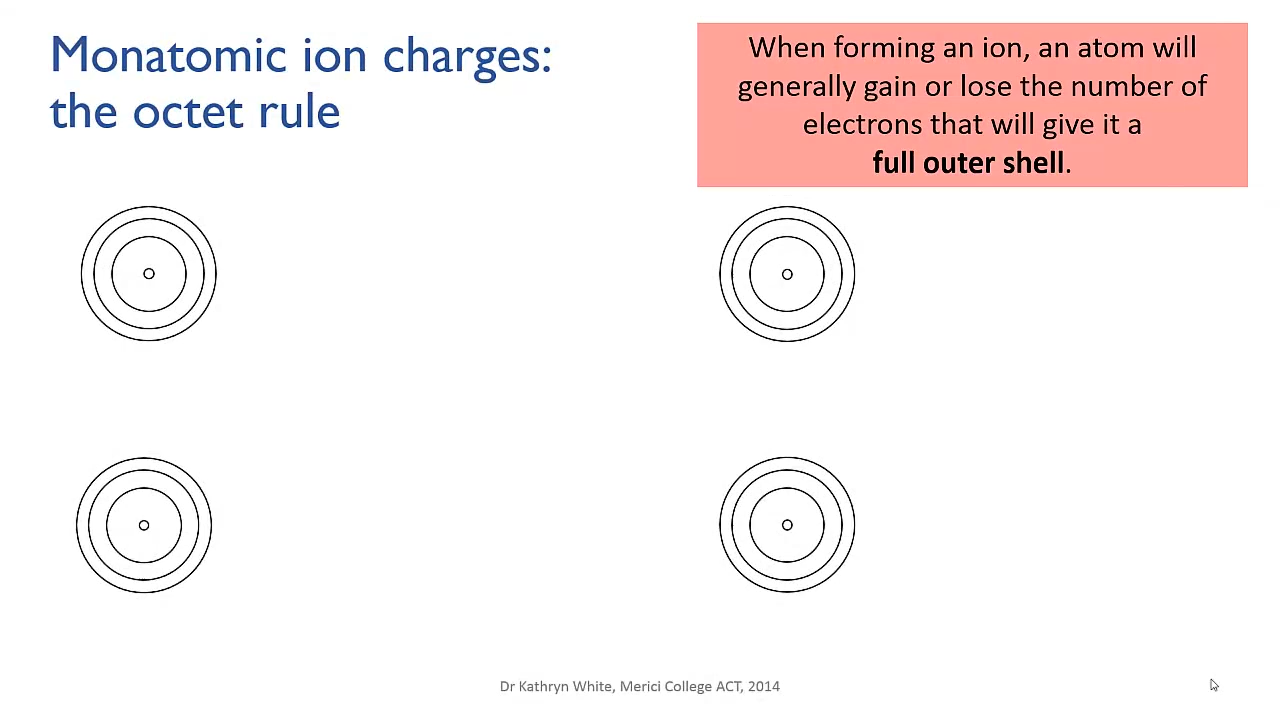 Monatomic ion charges:
the octet rule
When forming an ion, an atom will
generally gain or lose the number of
electrons that will give it a
full outer shell.
Dr Kathryn White, Merici College ACT, 2014